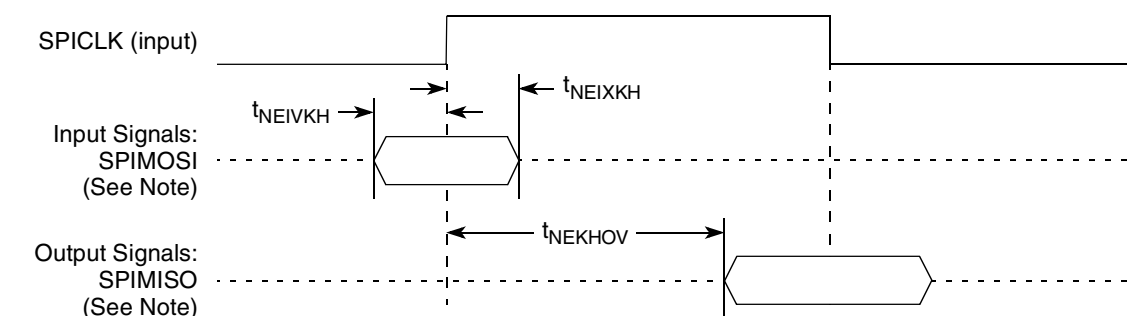 SPICLK (input)
tNEIXKH
tNEIVKH
Input Signals:
SPIMOSI
(See Note)
tNEKHOV
Output Signals:
SPIMISO
(See Note)